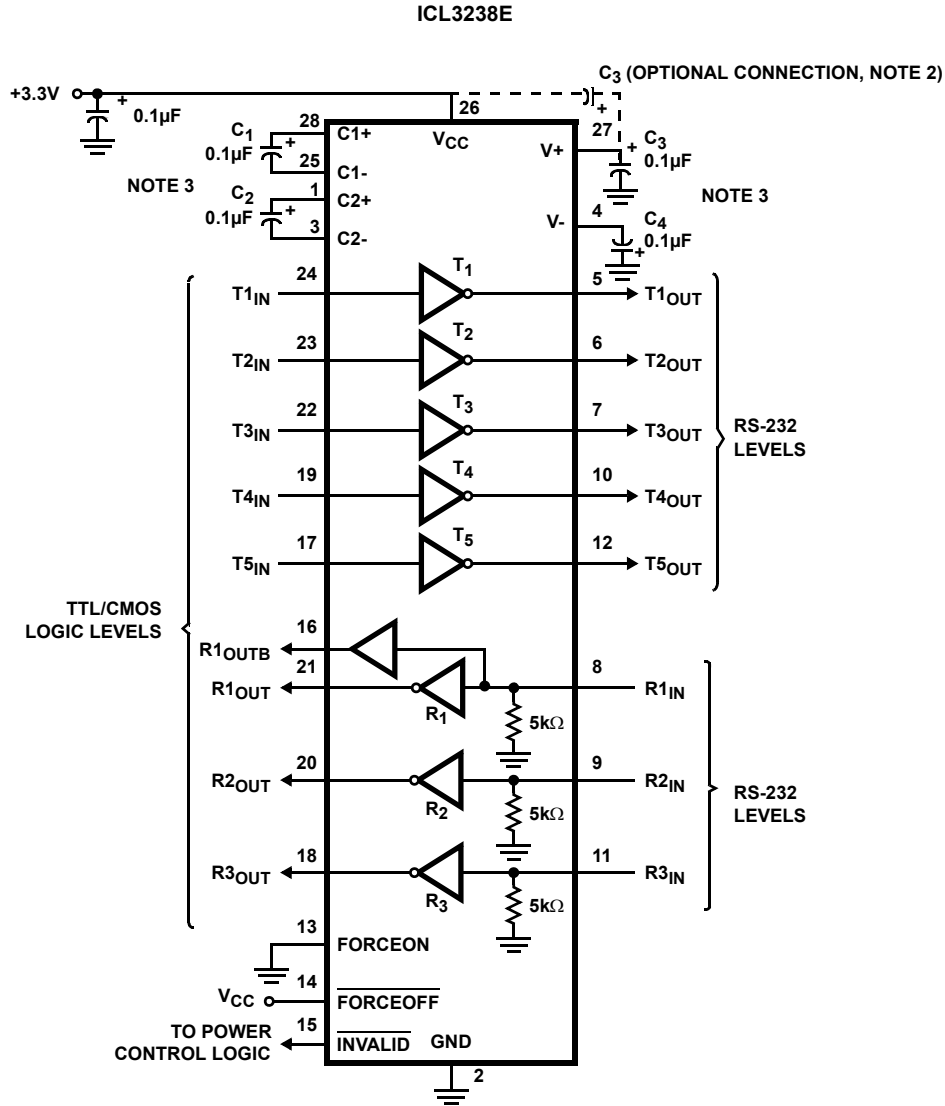 ICL3238E
C3 (OPTIONAL CONNECTION, NOTE 2)
+3.3V
+
0.1µF
26
+
VCC
28
C1
0.1µF
+
C1+
25
C1-
27
V+
+
C3
0.1µF
NOTE 3
1
C2
0.1µF
+
C2+
3
C2-
NOTE 3
4
V-
C4
0.1µF
+
T1IN
24
T1
5
T1OUT
T2IN
23
T2
6
T2OUT
T3IN
22
T3
7
T3OUT
RS-232
LEVELS
T4IN
19
T4
10
T4OUT
T5IN
17
T5
12
T5OUT
TTL/CMOS
LOGIC LEVELS
R1OUTB
16
R1OUT
21
R1
8
R1IN
5kΩ
R2OUT
20
R2
9
R2IN
5kΩ
RS-232
LEVELS
R3OUT
18
R3
11
R3IN
5kΩ
13
FORCEON
VCC
14
FORCEOFF
TO POWER
CONTROL LOGIC
15
INVALID
GND
2